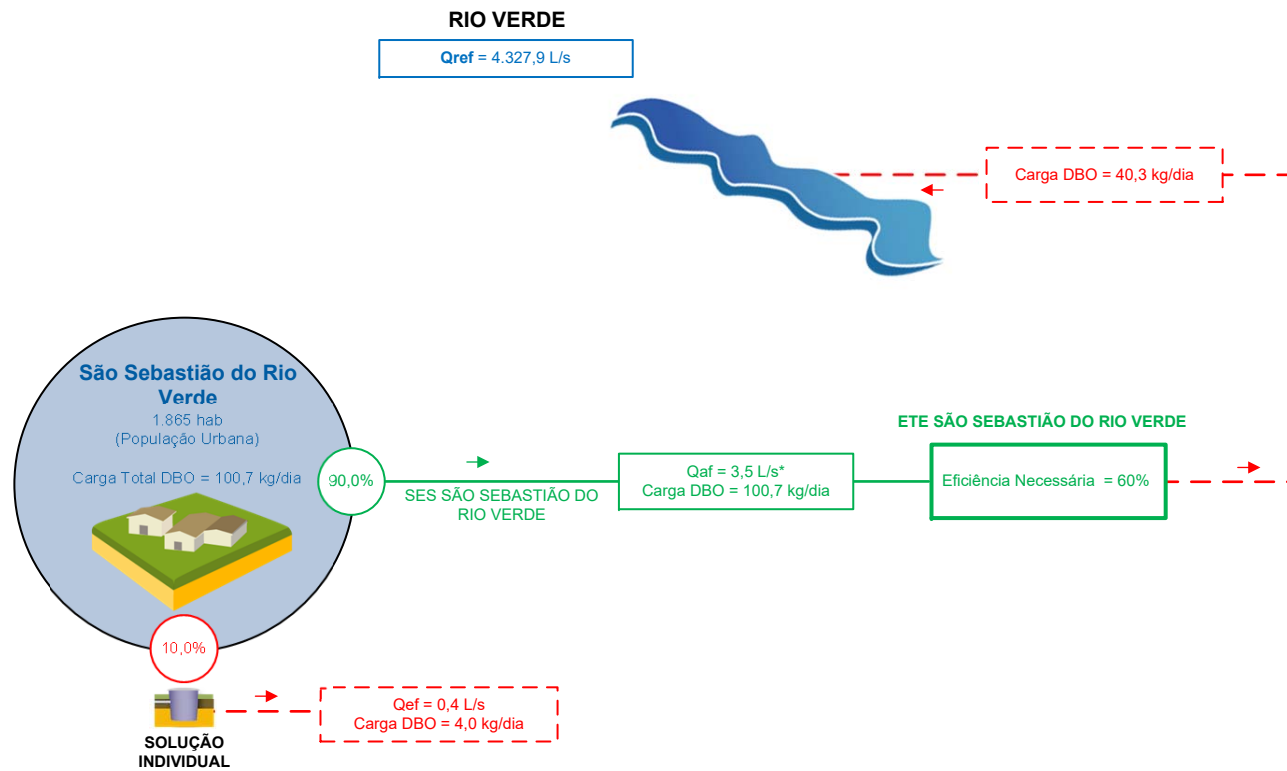 RIO VERDE
Qref = 4.327,9 L/s
Carga DBO = 40,3 kg/dia
São Sebastião do Rio
Verde
1.865 hab
(População Urbana)
Carga Total DBO = 100,7 kg/dia
90,0%
SES SÃO SEBASTIÃO DO
RIO VERDE
Qaf = 3,5 L/s*
Carga DBO = 100,7 kg/dia
ETE SÃO SEBASTIÃO DO RIO VERDE
Eficiência Necessária = 60%
10,0%
SOLUÇÃO
INDIVIDUAL
Qef = 0,4 L/s
Carga DBO = 4,0 kg/dia